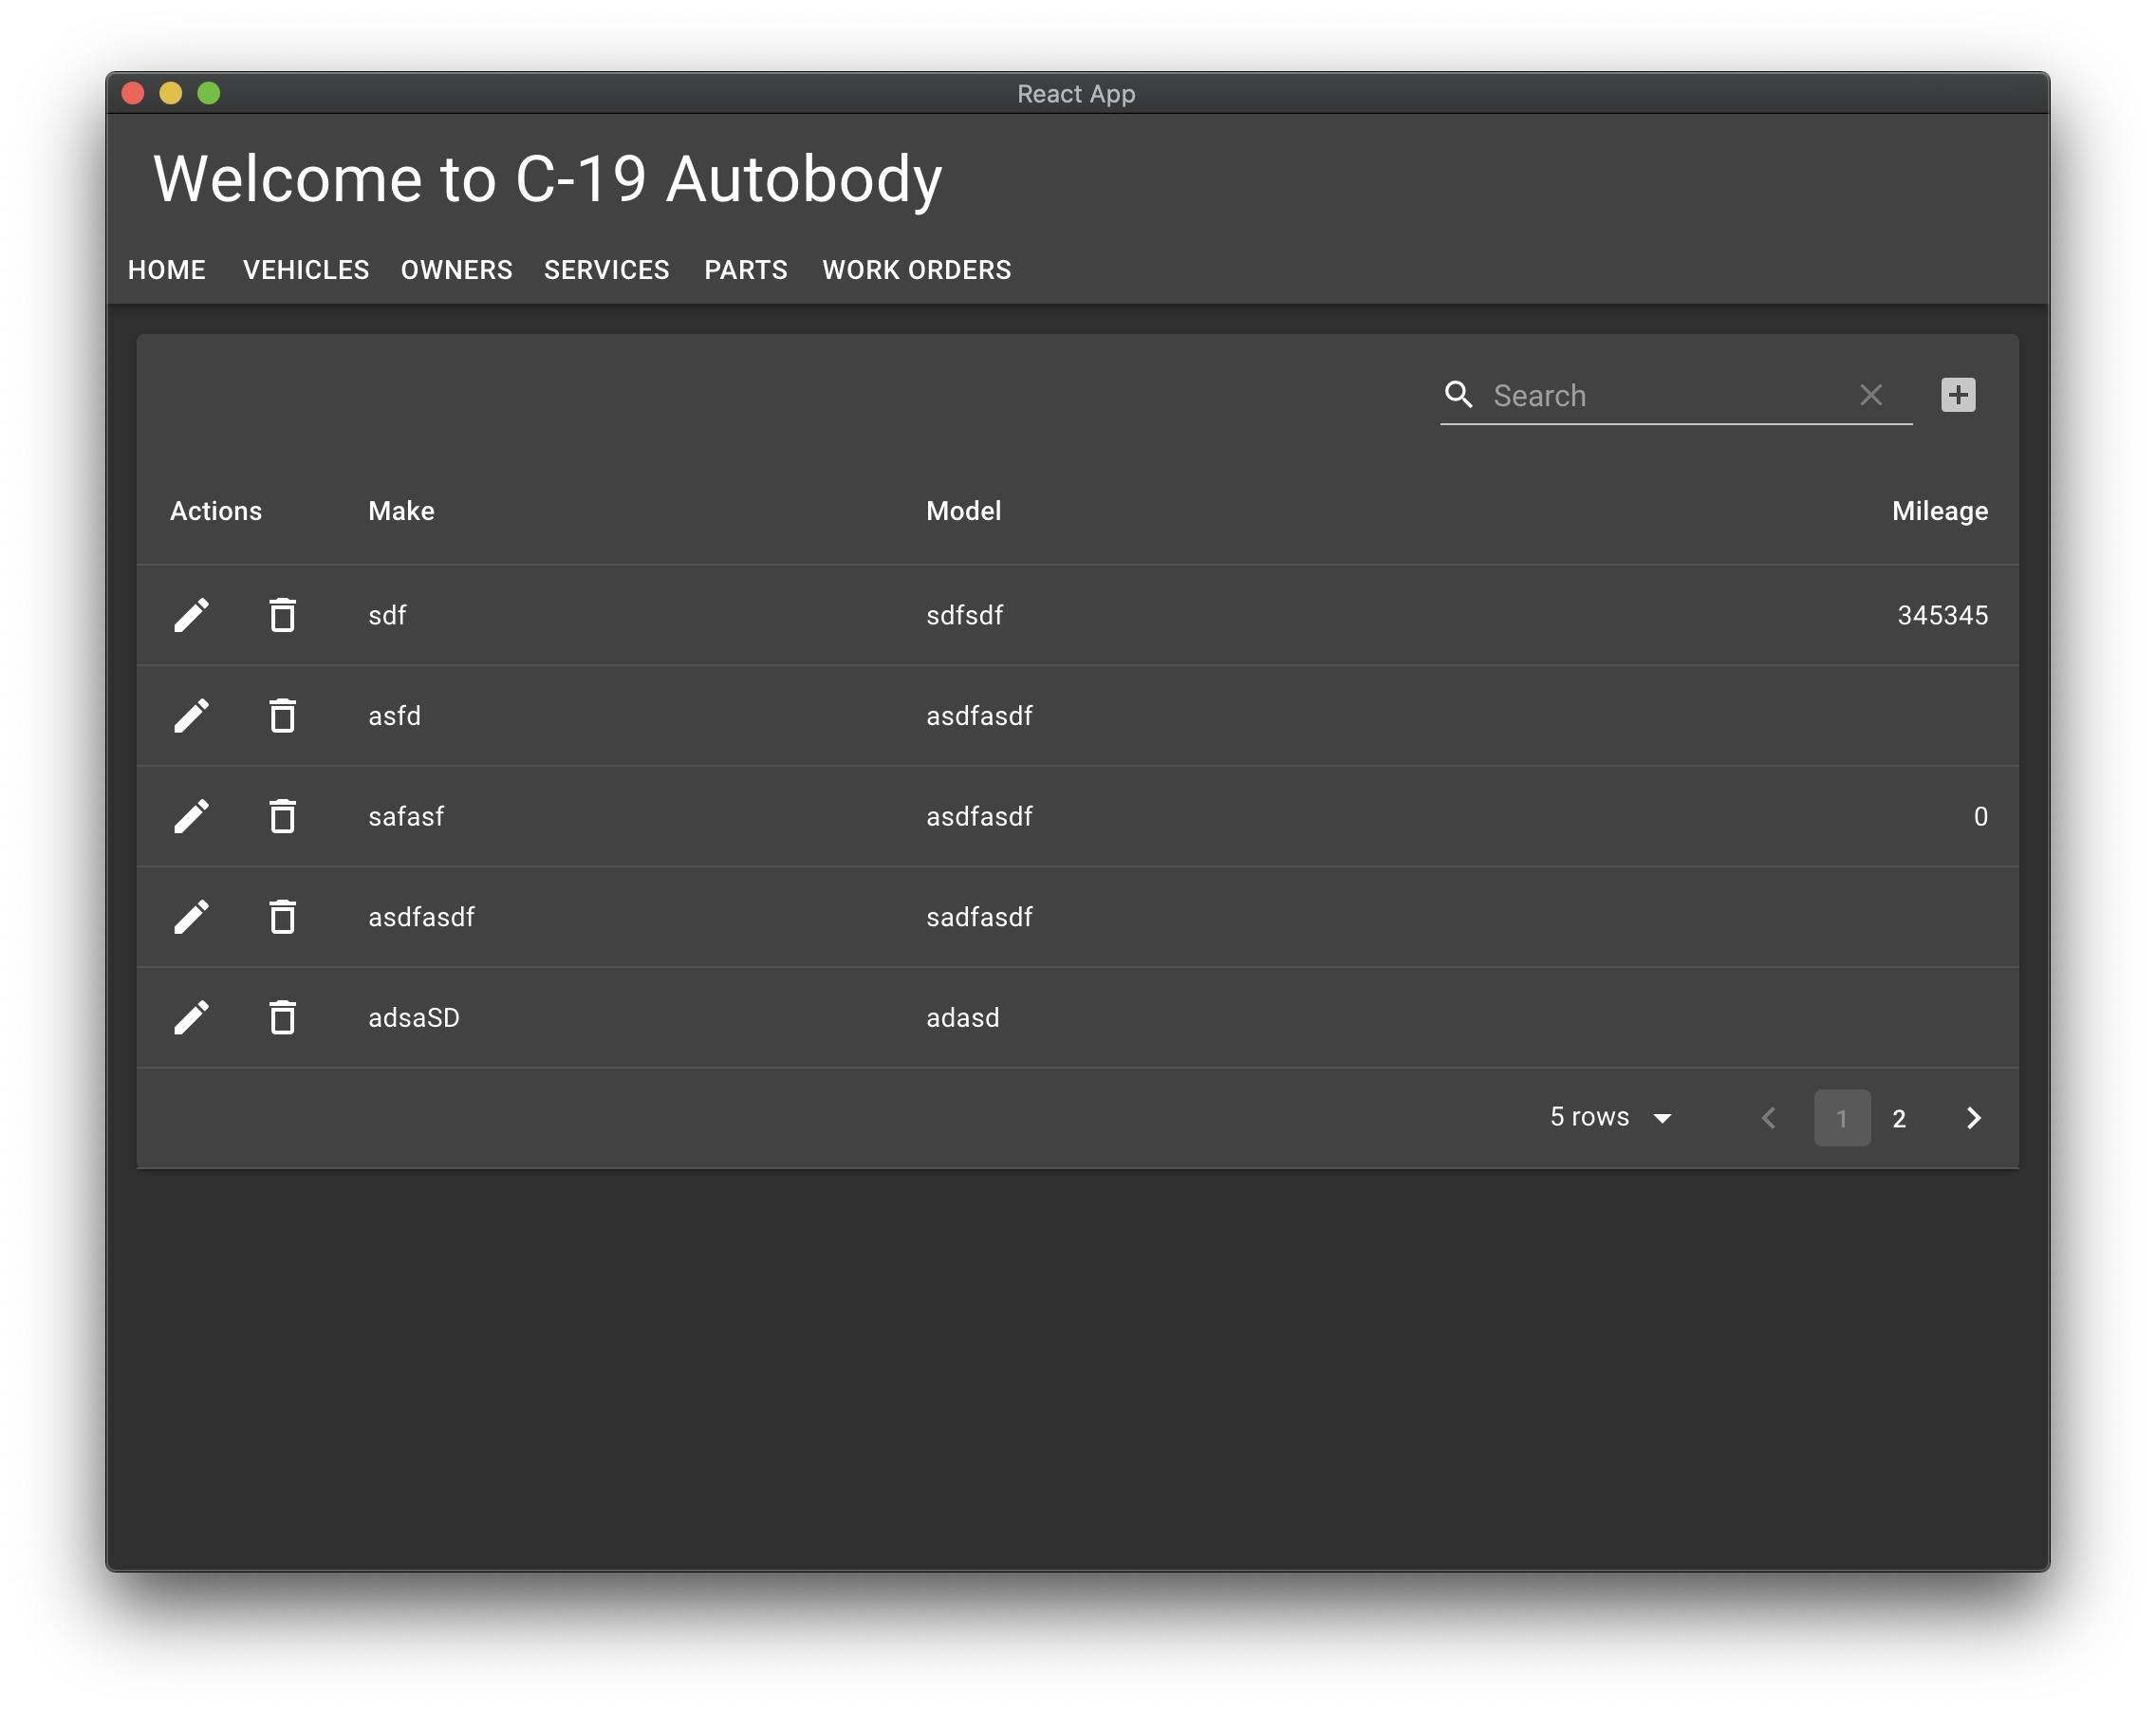 React App
Welcome to C-19 Autobody
HOME VEHICLES OWNERS SERVICES PARTS WORK ORDERS
Search
Actions Make Model Mileage
sdf sdfsdf 345345
asfd asdfasdf
safasf asdfasdf 0
asdfasdf sadfasdf
adsaSD adasd
5 rows 1 2